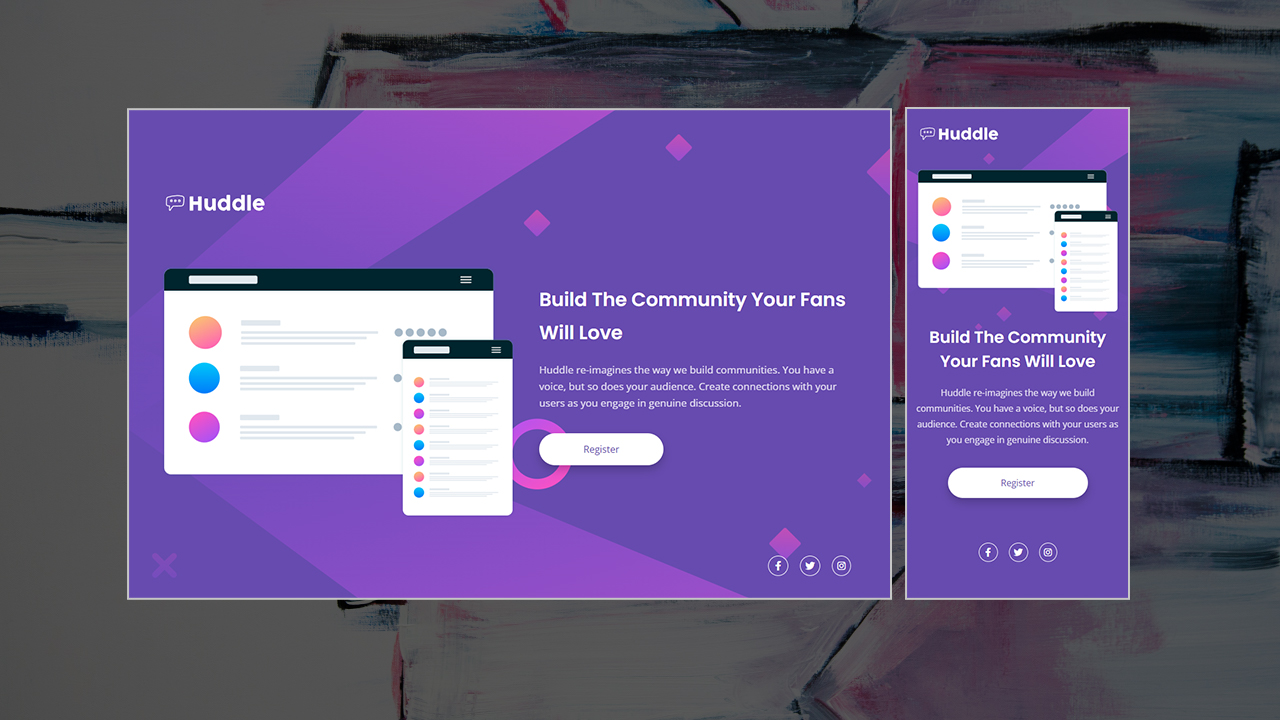 Huddle
Build The Community Your Fans
Will Love
Huddle re-imagines the way we build communities. You have a
voice, but so does your audience. Create connections with your
users as you engage in genuine discussion.
Register
Huddle
Build The Community
Your Fans Will Love
Huddle re-imagines the way we build
communities. You have a voice, but so does your
audience. Create connections with your users as
you engage in genuine discussion.
Register